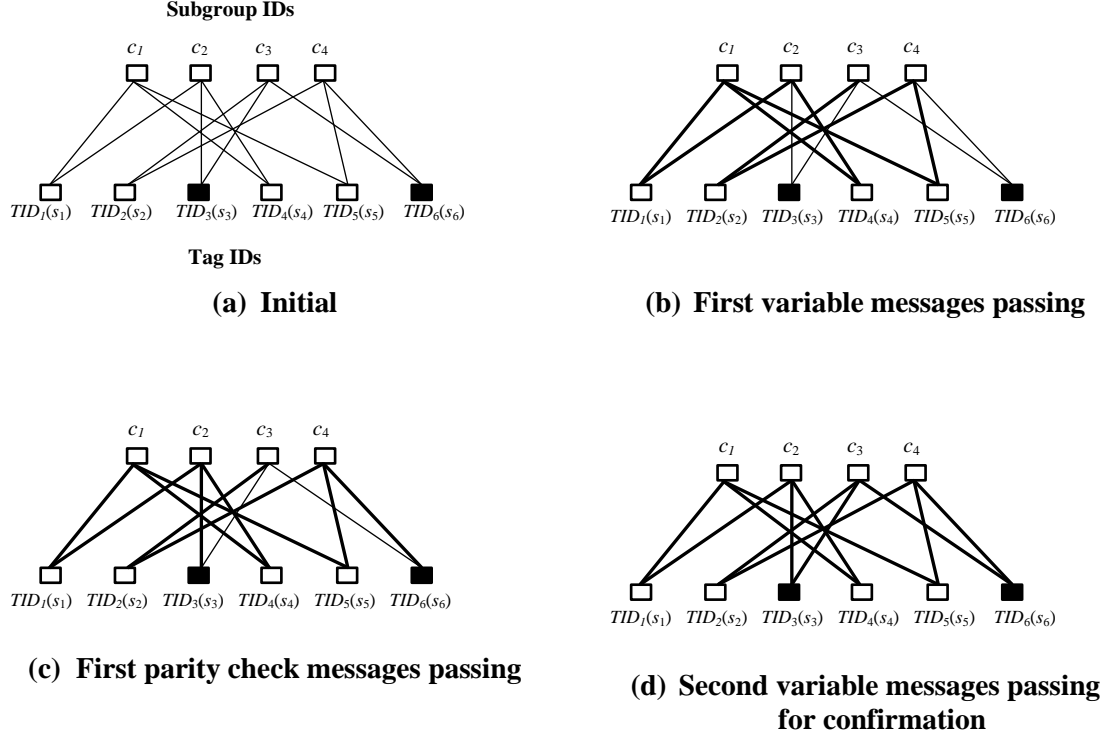 Subgroup IDs
c1 c2 c3 c4
TID1(s1) TID2(s2) TID3(s3) TID4(s4) TID5(s5) TID6(s6)
Tag IDs
(a) Initial
c1 c2 c3 c4
TID1(s1) TID2(s2) TID3(s3) TID4(s4) TID5(s5) TID6(s6)
(b) First variable messages passing
c1 c2 c3 c4
TID1(s1) TID2(s2) TID3(s3) TID4(s4) TID5(s5) TID6(s6)
(c) First parity check messages passing
c1 c2 c3 c4
TID1(s1) TID2(s2) TID3(s3) TID4(s4) TID5(s5) TID6(s6)
(d) Second variable messages passing
for confirmation